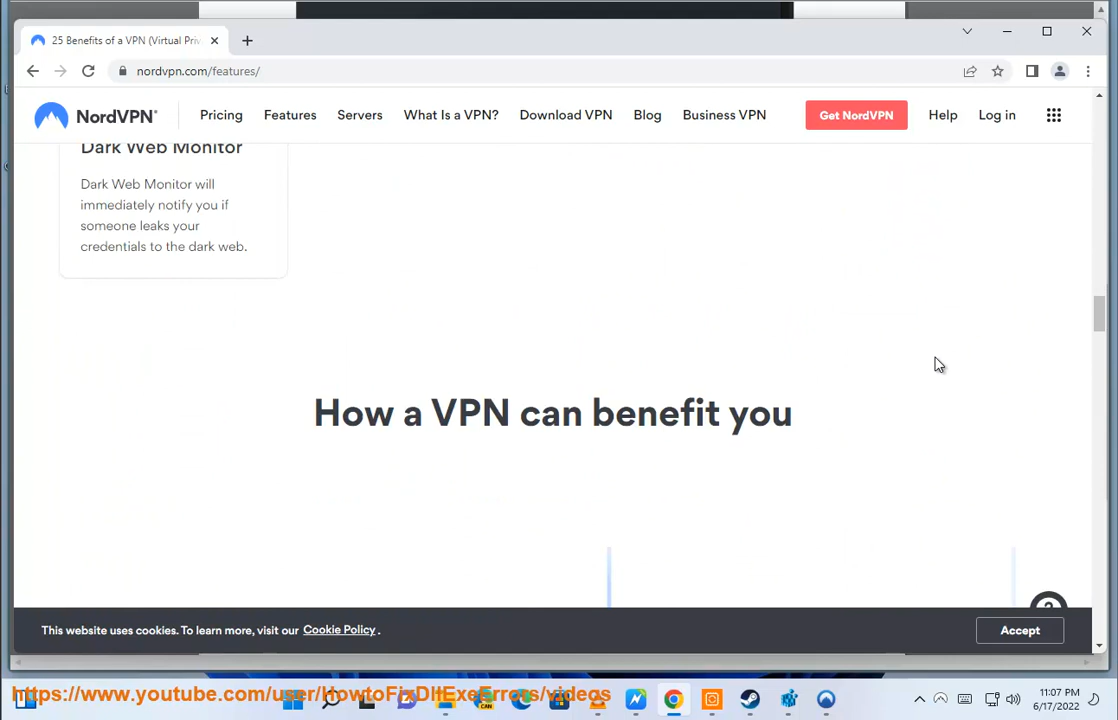 25 Benefits of a VPN (Virtual Priv
nordvpn.com/features/
NordVPN®
Pricing
Features
Servers
What Is a VPN?
Download VPN
Blog
Business VPN
Get NordVPN
Help
Log in
Dark Web Monitor
Dark Web Monitor will
immediately notify you if
someone leaks your
credentials to the dark web.
How a VPN can benefit you
?
This website uses cookies. To learn more, visit our Cookie Policy.
Accept
https://www.youtube.com/user/HowtoFixDllExeErrors/videos
CAN
11:07 PM
6/17/2022